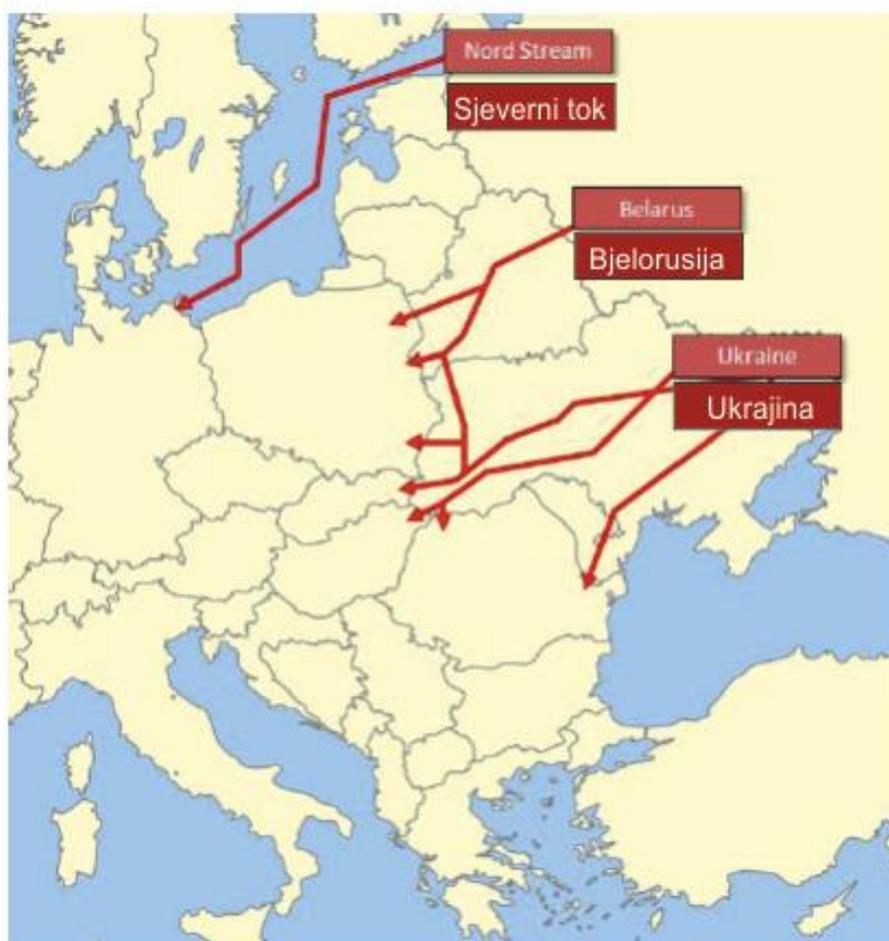 Nord Stream
Sjeverni tok
Belarus
Bjelorusija
Ukraine
Ukrajina